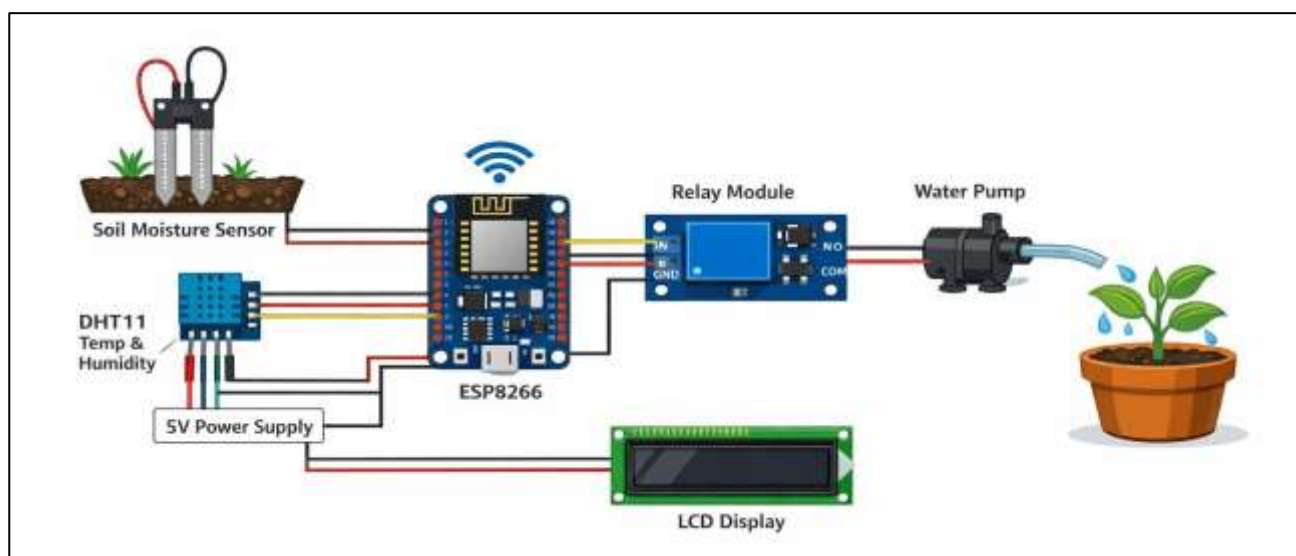 Soil Moisture Sensor
DHT11
Temp &
Humidity
5V Power Supply
ESP8266
Relay Module
IN
GND
NO
COM
Water Pump
LCD Display